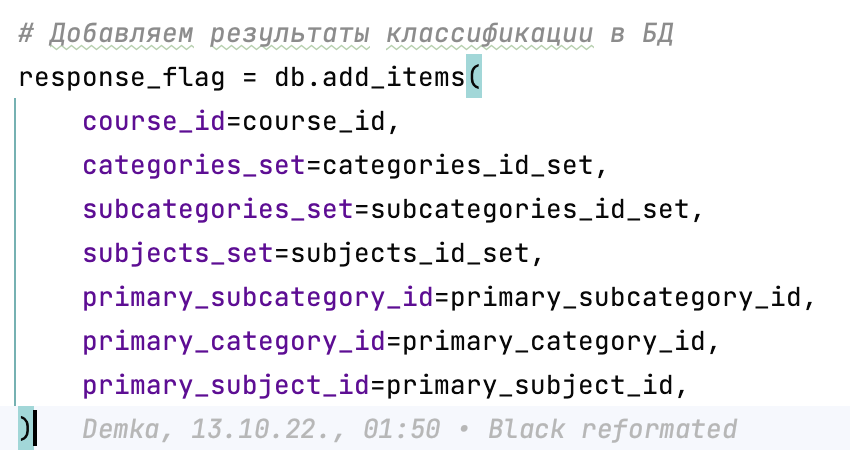 # Добавляем результаты классификации в БД
response_flag = db.add_items(
    course_id=course_id,
    categories_set=categories_id_set,
    subcategories_set=subcategories_id_set,
    subjects_set=subjects_id_set,
    primary_subcategory_id=primary_subcategory_id,
    primary_category_id=primary_category_id,
    primary_subject_id=primary_subject_id,
)   Demka, 13.10.22., 01:50 • Black reformated